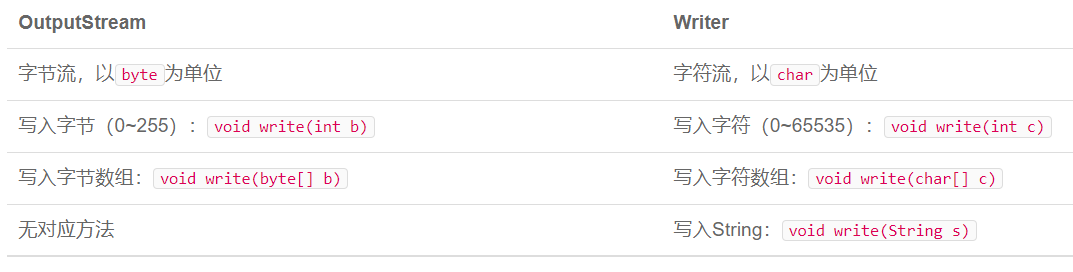 OutputStream Writer
字节流，以byte为单位 字符流，以char为单位
写入字节（0~255）：void write(int b) 写入字符（0~65535）：void write(int c)
写入字节数组：void write(byte[] b) 写入字符数组：void write(char[] c)
无对应方法 写入String：void write(String s)